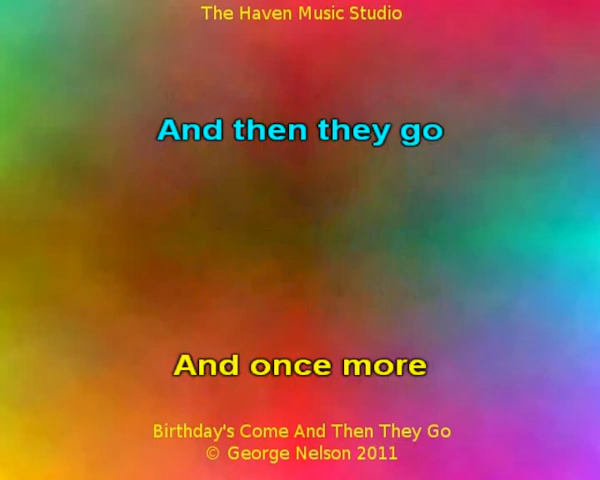 The Haven Music Studio
And then they go
And once more
Birthday's Come And Then They Go
© George Nelson 2011